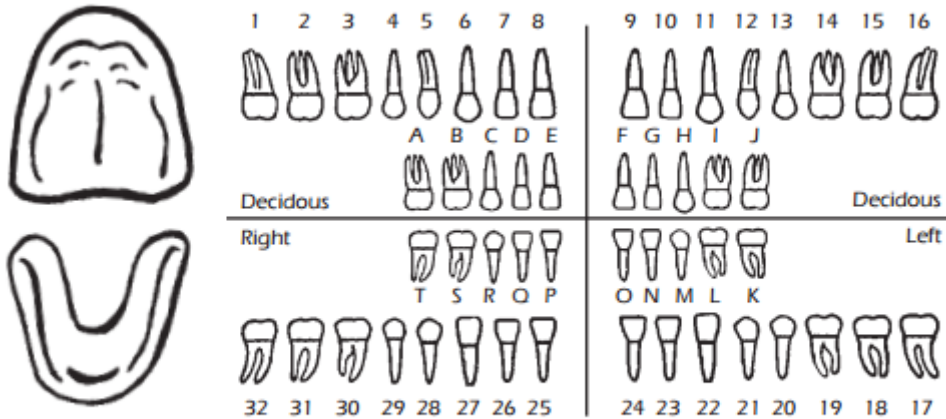 1 2 3 4 5 6 7 8 9 10 11 12 13 14 15 16
A B C D E F G H I J
Decidous Decidous
Right Left
T S R Q P O N M L K
32 31 30 29 28 27 26 25 24 23 22 21 20 19 18 17